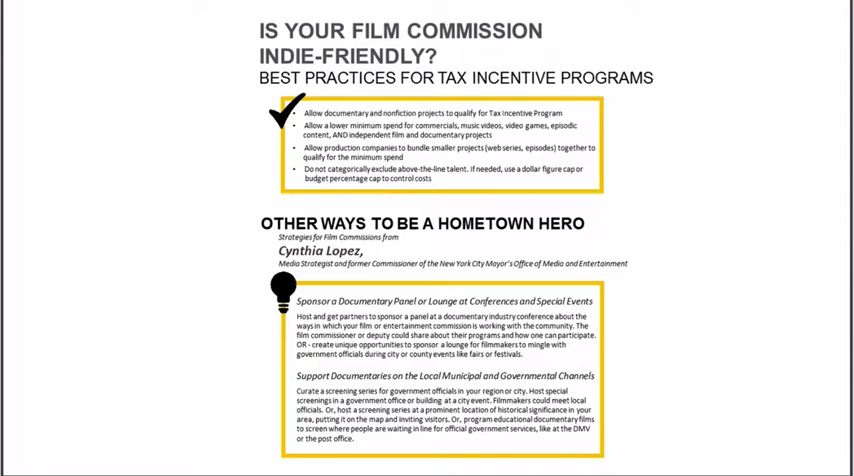 IS YOUR FILM COMMISSION
INDIE-FRIENDLY?
BEST PRACTICES FOR TAX INCENTIVE PROGRAMS
• Allow documentary and nonfiction projects to qualify for Tax Incentive Program
• Allow a lower minimum spend for commercials, music videos, video games, episodic
content, AND independent film and documentary projects
• Allow production companies to bundle smaller projects (web series, episodes) together to
qualify for the minimum spend
• Do not categorically exclude above-the-line talent. If needed, use a dollar figure cap or
budget percentage cap to control costs
OTHER WAYS TO BE A HOMETOWN HERO
Strategies for Film Commissions from
Cynthia Lopez,
Media Strategist and former Commissioner of the New York City Mayor's Office of Media and Entertainment
Sponsor a Documentary Panel or Lounge at Conferences and Special Events
Host and get partners to sponsor a panel at a documentary industry conference about the
ways in which your film or entertainment commission is working with the community. The
film commissioner or deputy could share about their programs and how one can participate.
OR - create unique opportunities to sponsor a lounge for filmmakers to mingle with
government officials during city or county events like fairs or festivals.
Support Documentaries on the Local Municipal and Governmental Channels
Curate a screening series for government officials in your region or city. Host special
screenings in a government office or building at a city event. Filmmakers could meet local
officials. Or, host a screening series at a prominent location of historical significance in your
area, putting it on the map and inviting visitors. Or, program educational documentary films
to screen where people are waiting in line for official government services, like at the DMV
or the post office.